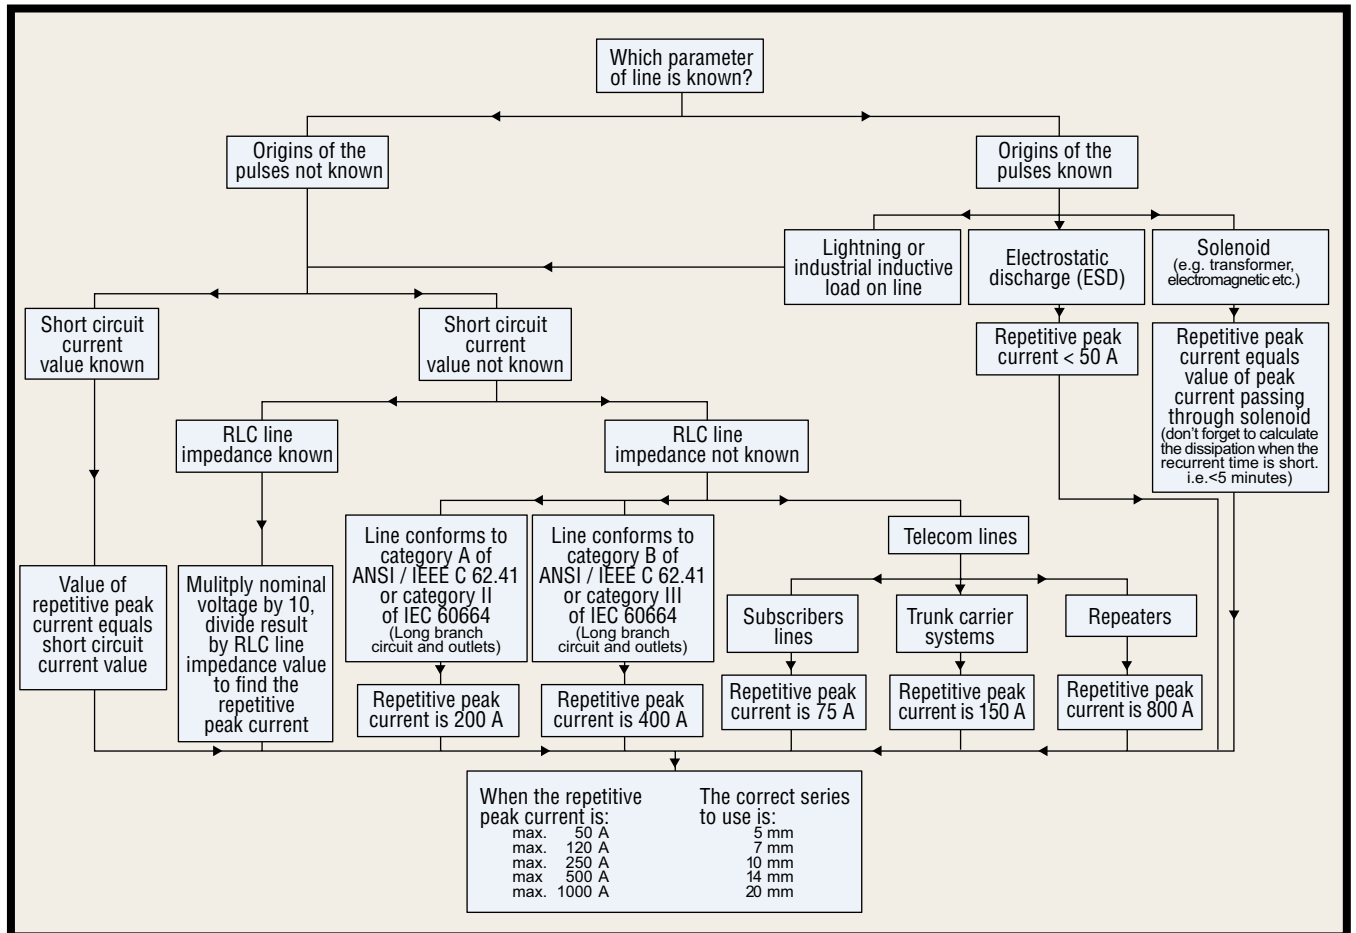 Which parameter
of line is known?
Origins of the
pulses not known
Origins of the
pulses known
Lightning or
industrial inductive
load on line
Electrostatic
discharge (ESD)
Solenoid
(e.g. transformer,
electromagnetic etc.)
Short circuit
current
value known
Short circuit
current
value not known
Repetitive peak
current < 50 A
Repetitive peak
current equals
value of peak
current passing
through solenoid
(don't forget to calculate
the dissipation when the
recurrent time is short.
i.e.<5 minutes)
RLC line
impedance known
RLC line
impedance not known
Line conforms to
category A of
ANSI / IEEE C 62.41
or category II
of IEC 60664
(Long branch
circuit and outlets)
Line conforms to
category B of
ANSI / IEEE C 62.41
or category III
of IEC 60664
(Long branch
circuit and outlets)
Telecom lines
Value of
repetitive peak
current equals
short circuit
current value
Mulitply nominal
voltage by 10,
divide result
by RLC line
impedance value
to find the
repetitive
peak current
Subscribers
lines
Trunk carrier
systems
Repeaters
Repetitive peak
current is 200 A
Repetitive peak
current is 400 A
Repetitive peak
current is 75 A
Repetitive peak
current is 150 A
Repetitive peak
current is 800 A
When the repetitive
peak current is:
max. 50 A
max. 120 A
max. 250 A
max 500 A
max. 1000 A
The correct series
to use is:
5 mm
7 mm
10 mm
14 mm
20 mm